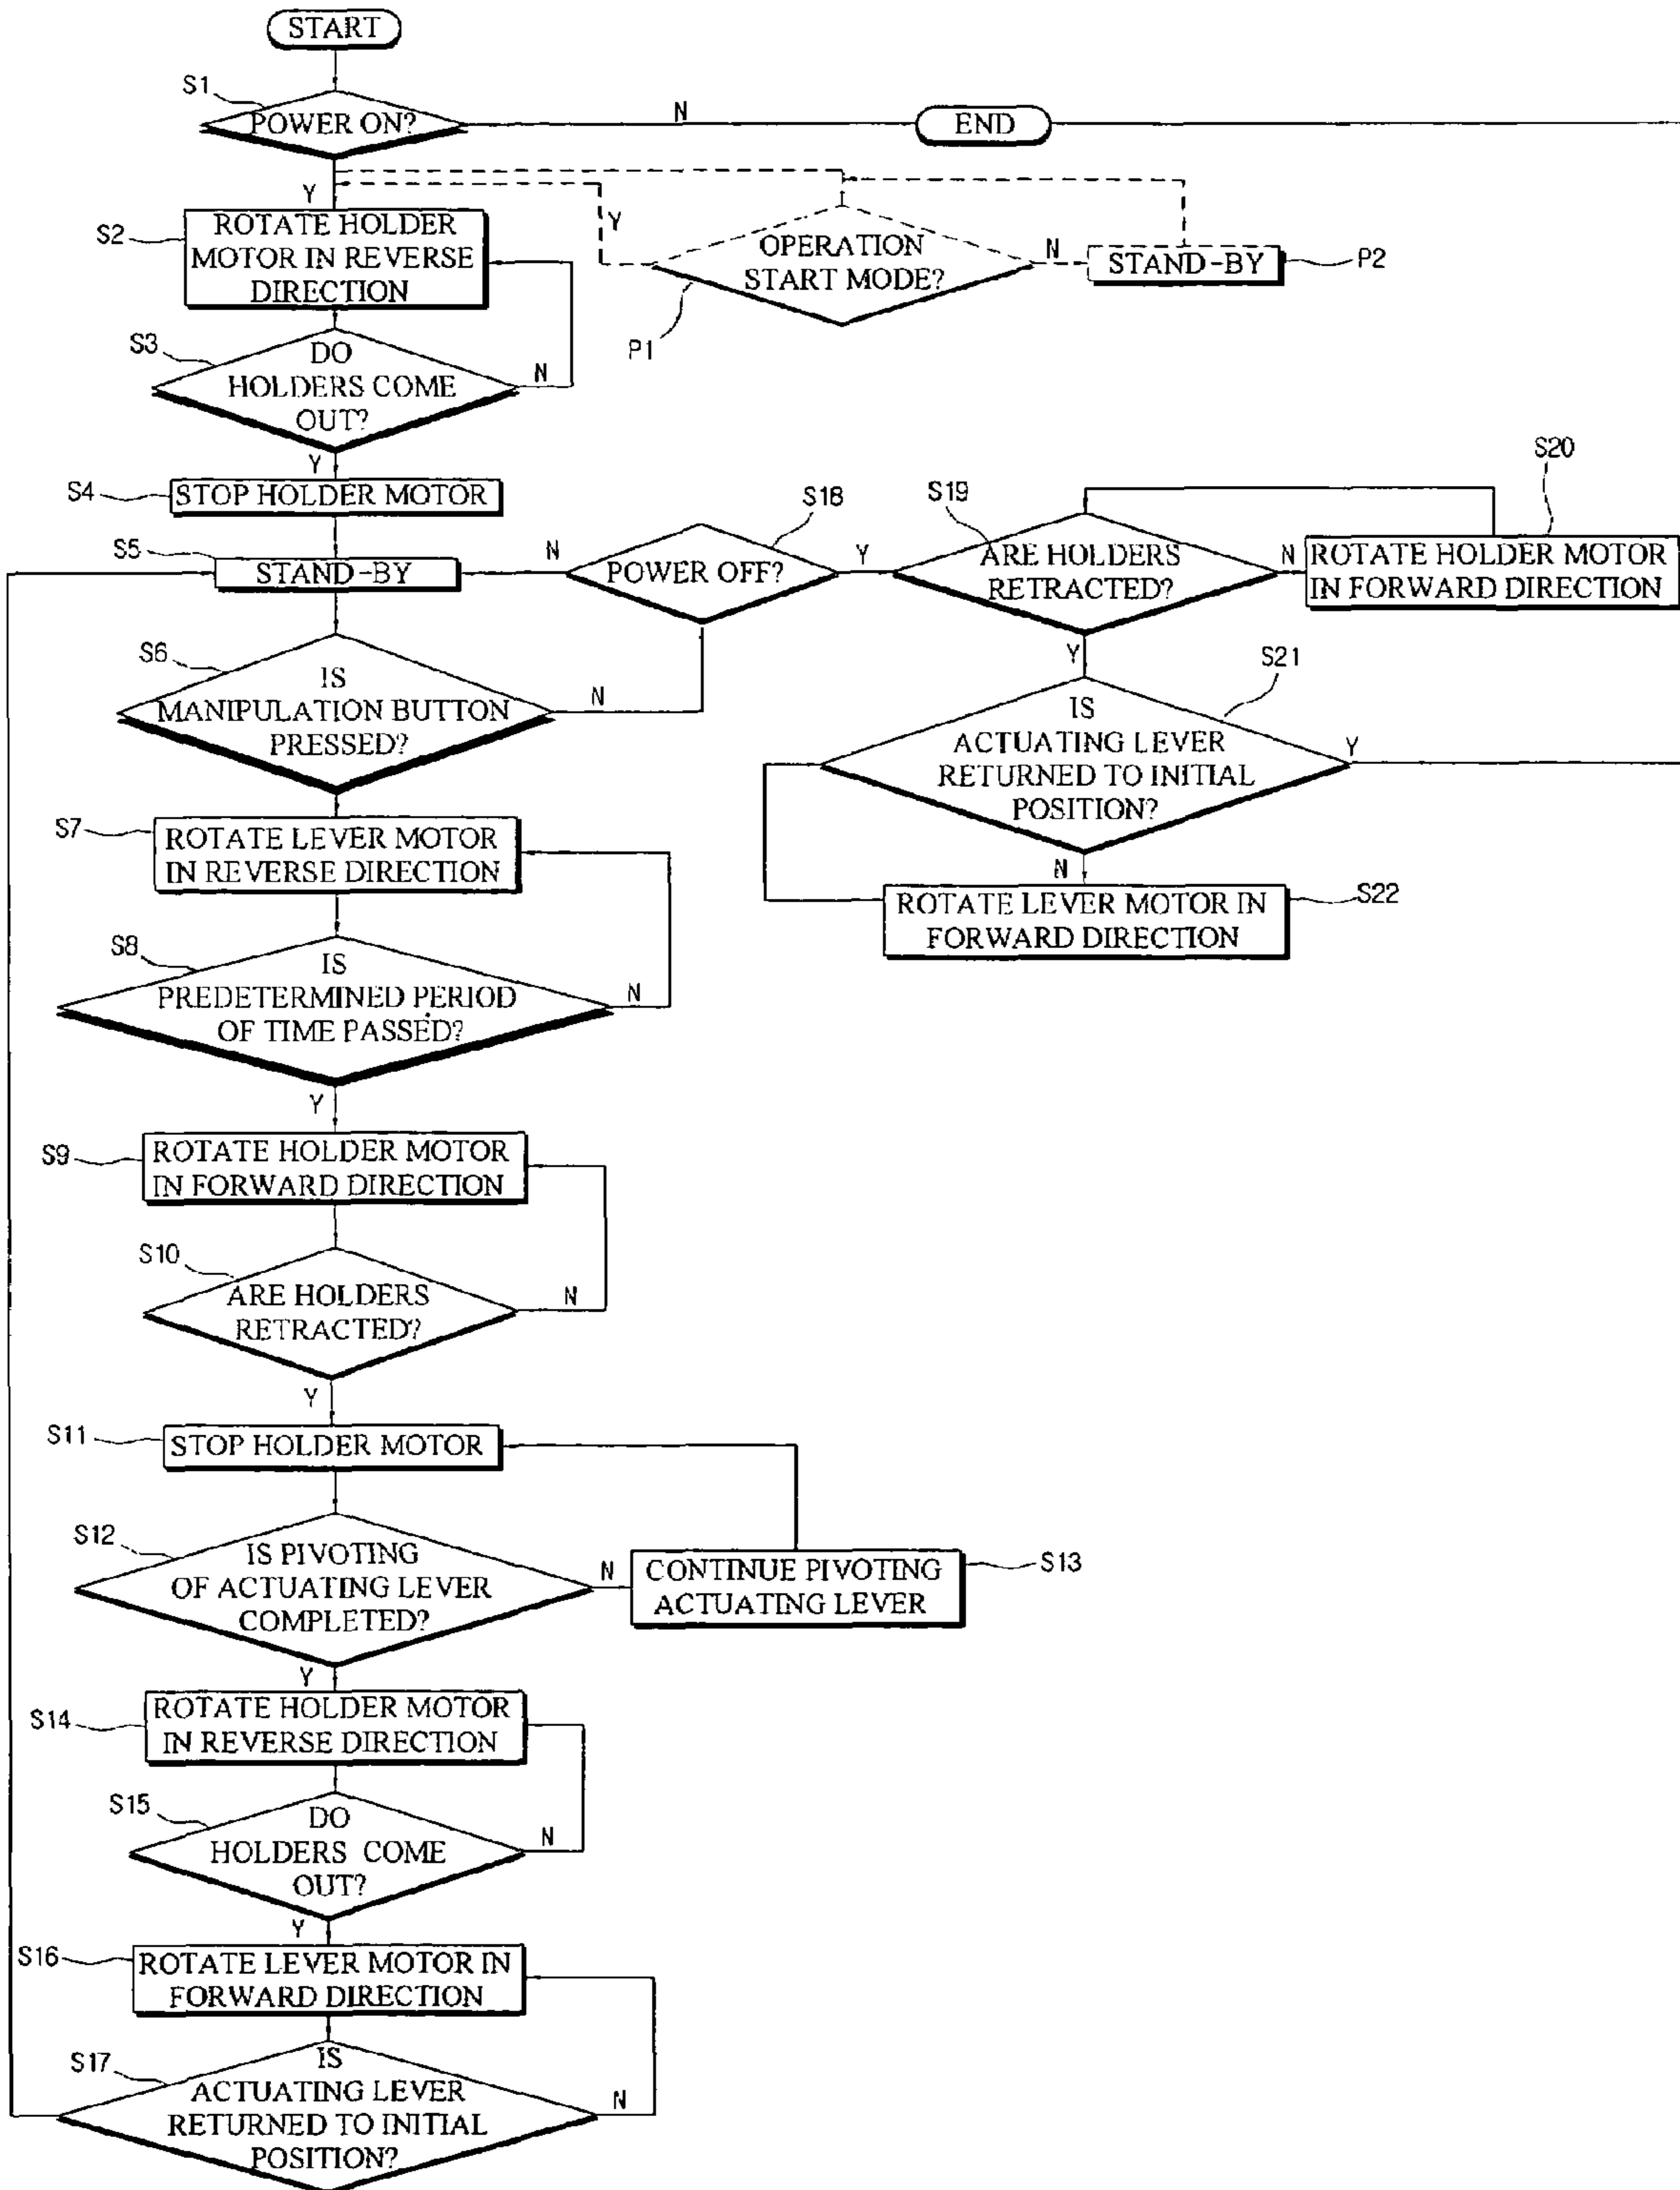 START
S1
POWER ON?
N
END
Y
S2
ROTATE HOLDER
MOTOR IN REVERSE
DIRECTION
Y
OPERATION
START MODE?
N
STAND-BY
P2
P1
S3
DO
HOLDERS COME
OUT?
N
Y
S4
STOP HOLDER MOTOR
S5
STAND-BY
N
S18
POWER OFF?
Y
S19
ARE HOLDERS
RETRACTED?
N
S20
ROTATE HOLDER MOTOR
IN FORWARD DIRECTION
Y
S6
IS
MANIPULATION BUTTON
PRESSED?
N
S21
IS
ACTUATING LEVER
RETURNED TO INITIAL
POSITION?
Y
N
S22
ROTATE LEVER MOTOR IN
FORWARD DIRECTION
S7
ROTATE LEVER MOTOR
IN REVERSE DIRECTION
S8
IS
PREDETERMINED PERIOD
OF TIME PASSED?
N
Y
S9
ROTATE HOLDER MOTOR
IN FORWARD DIRECTION
S10
ARE HOLDERS
RETRACTED?
N
Y
S11
STOP HOLDER MOTOR
S12
IS PIVOTING
OF ACTUATING LEVER
COMPLETED?
N
CONTINUE PIVOTING
ACTUATING LEVER
S13
Y
S14
ROTATE HOLDER MOTOR
IN REVERSE DIRECTION
S15
DO
HOLDERS COME
OUT?
N
Y
S16
ROTATE LEVER MOTOR IN
FORWARD DIRECTION
S17
IS
ACTUATING LEVER
RETURNED TO INITIAL
POSITION?
N